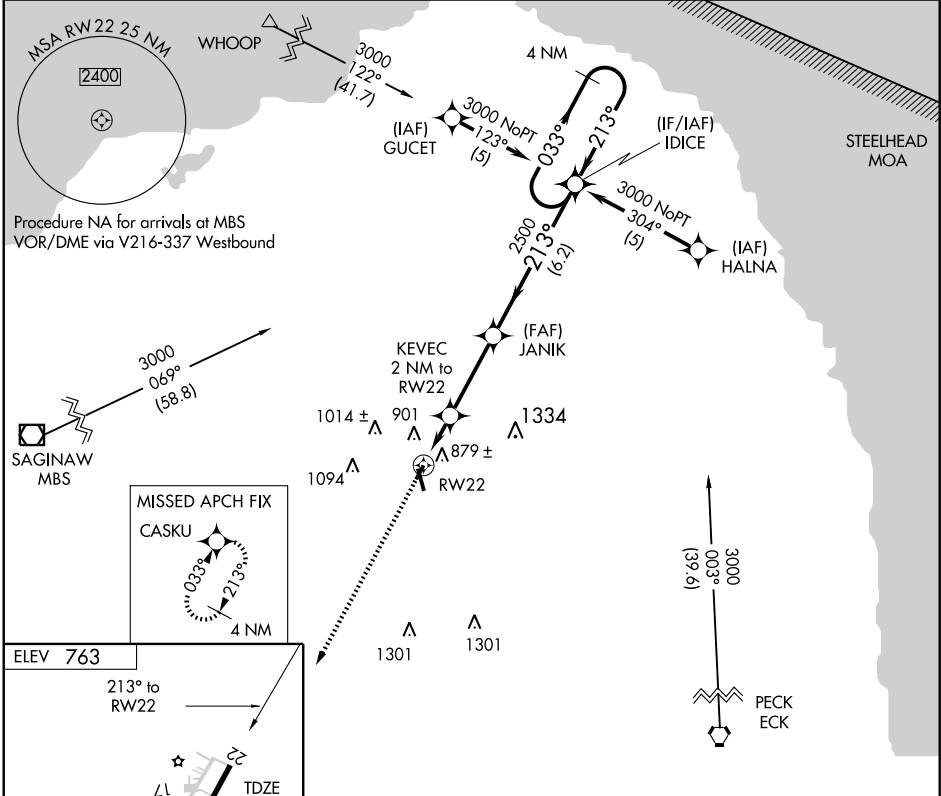 MSA RW 22 25 NM
2400
Procedure NA for arrivals at MBS
VOR/DME via V216-337 Westbound
WHOOP
3000
122°
(41.7)
(IAF)
GUCET
3000 NoPT
123°
(5)
4 NM
033°
213°
(IF/IAF)
IDICE
STEELHEAD
MOA
3000 NoPT
304°
(5)
(IAF)
HALNA
2500
213°
(6.2)
(FAF)
JANIK
KEVEC
2 NM to
RW22
3000
069°
(58.8)
SAGINAW
MBS
1014 ±
901
1334
879 ±
1094
RW22
MISSED APCH FIX
CASKU
033°
213°
4 NM
3000
003°
(39.6)
1301
1301
PECK
ECK
ELEV 763
213° to
RW22
22
TDZE